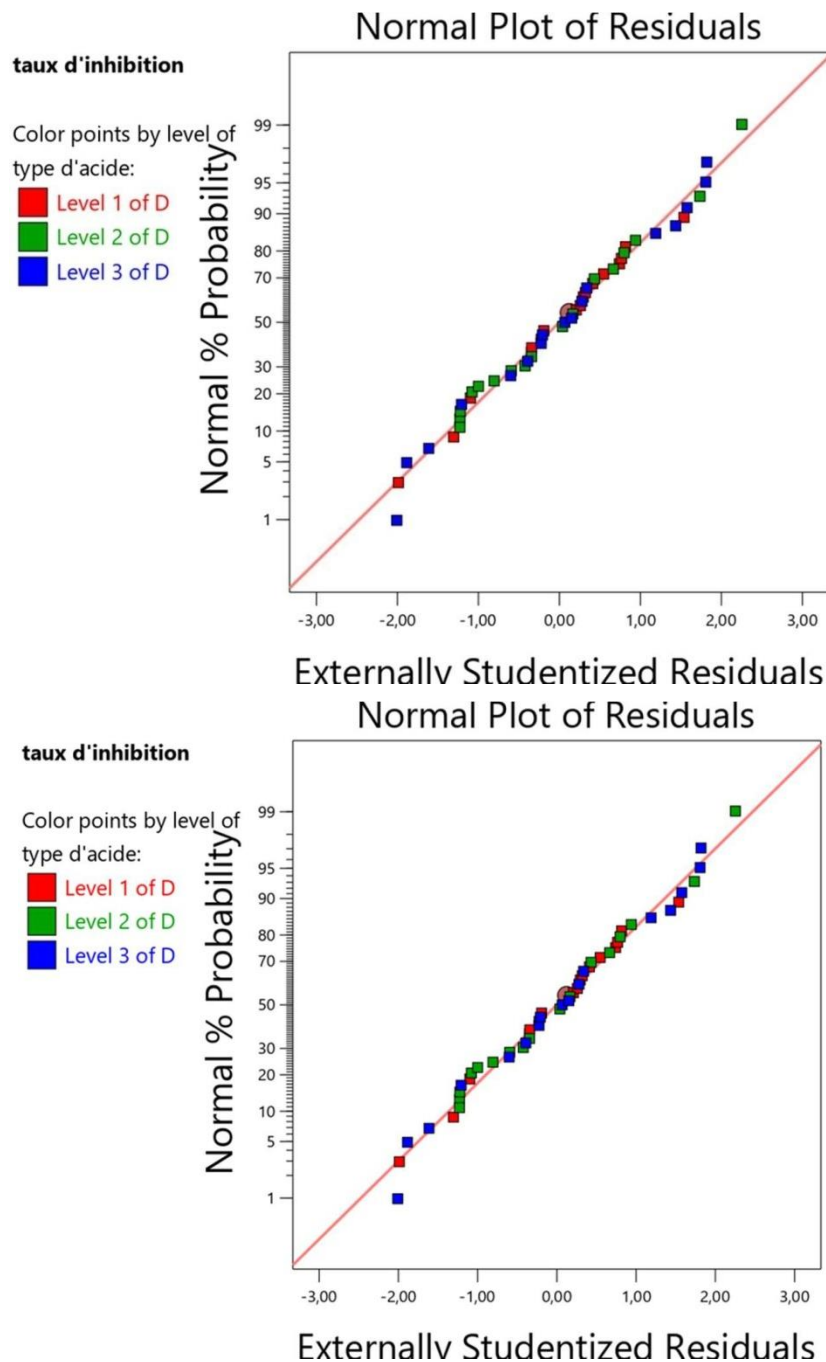 Normal Plot of Residuals
taux d'inhibition
Color points by level of
type d'acide:
Level 1 of D
Level 2 of D
Level 3 of D
Normal % Probability
99
95
90
80
70
50
30
20
10
5
1
-3,00 -2,00 -1,00 0,00 1,00 2,00 3,00
Externally Studentized Residuals
Normal Plot of Residuals
taux d'inhibition
Color points by level of
type d'acide:
Level 1 of D
Level 2 of D
Level 3 of D
Normal % Probability
99
95
90
80
70
50
30
20
10
5
1
-3,00 -2,00 -1,00 0,00 1,00 2,00 3,00
Externally Studentized Residuals